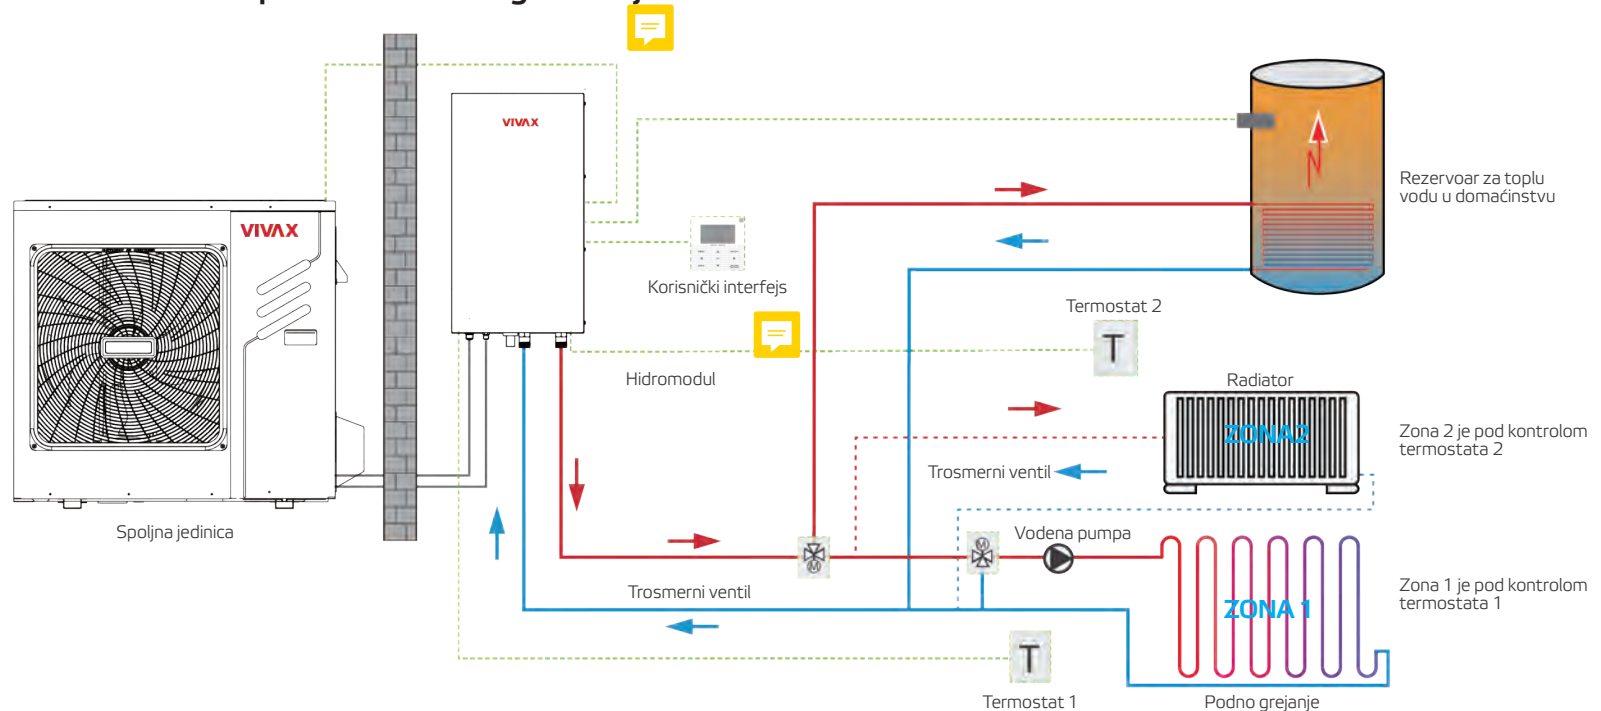 VIVAX
VIVAX
Rezervoar za toplu
vodu u domaćinstvu
Korisnički interfejs
Termostat 2
T
Hidromodul
Radiator
ZONA2
Zona 2 je pod kontrolom
termostata 2
Trosmerni ventil
Spoljna jedinica
Vodena pumpa
M
M
Trosmerni ventil
ZONA 1
Zona 1 je pod kontrolom
termostata 1
T
Termostat 1
Podno grejanje